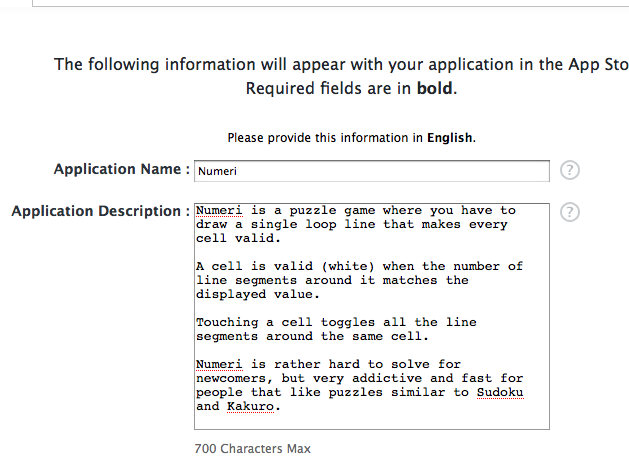 The following information will appear with your application in the App Sto
Required fields are in bold.
Please provide this information in English.
Application Name : Numeri ?
Application Description : Numeri is a puzzle game where you have to ?
draw a single loop line that makes every
cell valid.
A cell is valid (white) when the number of
line segments around it matches the
displayed value.
Touching a cell toggles all the line
segments around the same cell.
Numeri is rather hard to solve for
newcomers, but very addictive and fast for
people that like puzzles similar to Sudoku
and Kakuro.
700 Characters Max